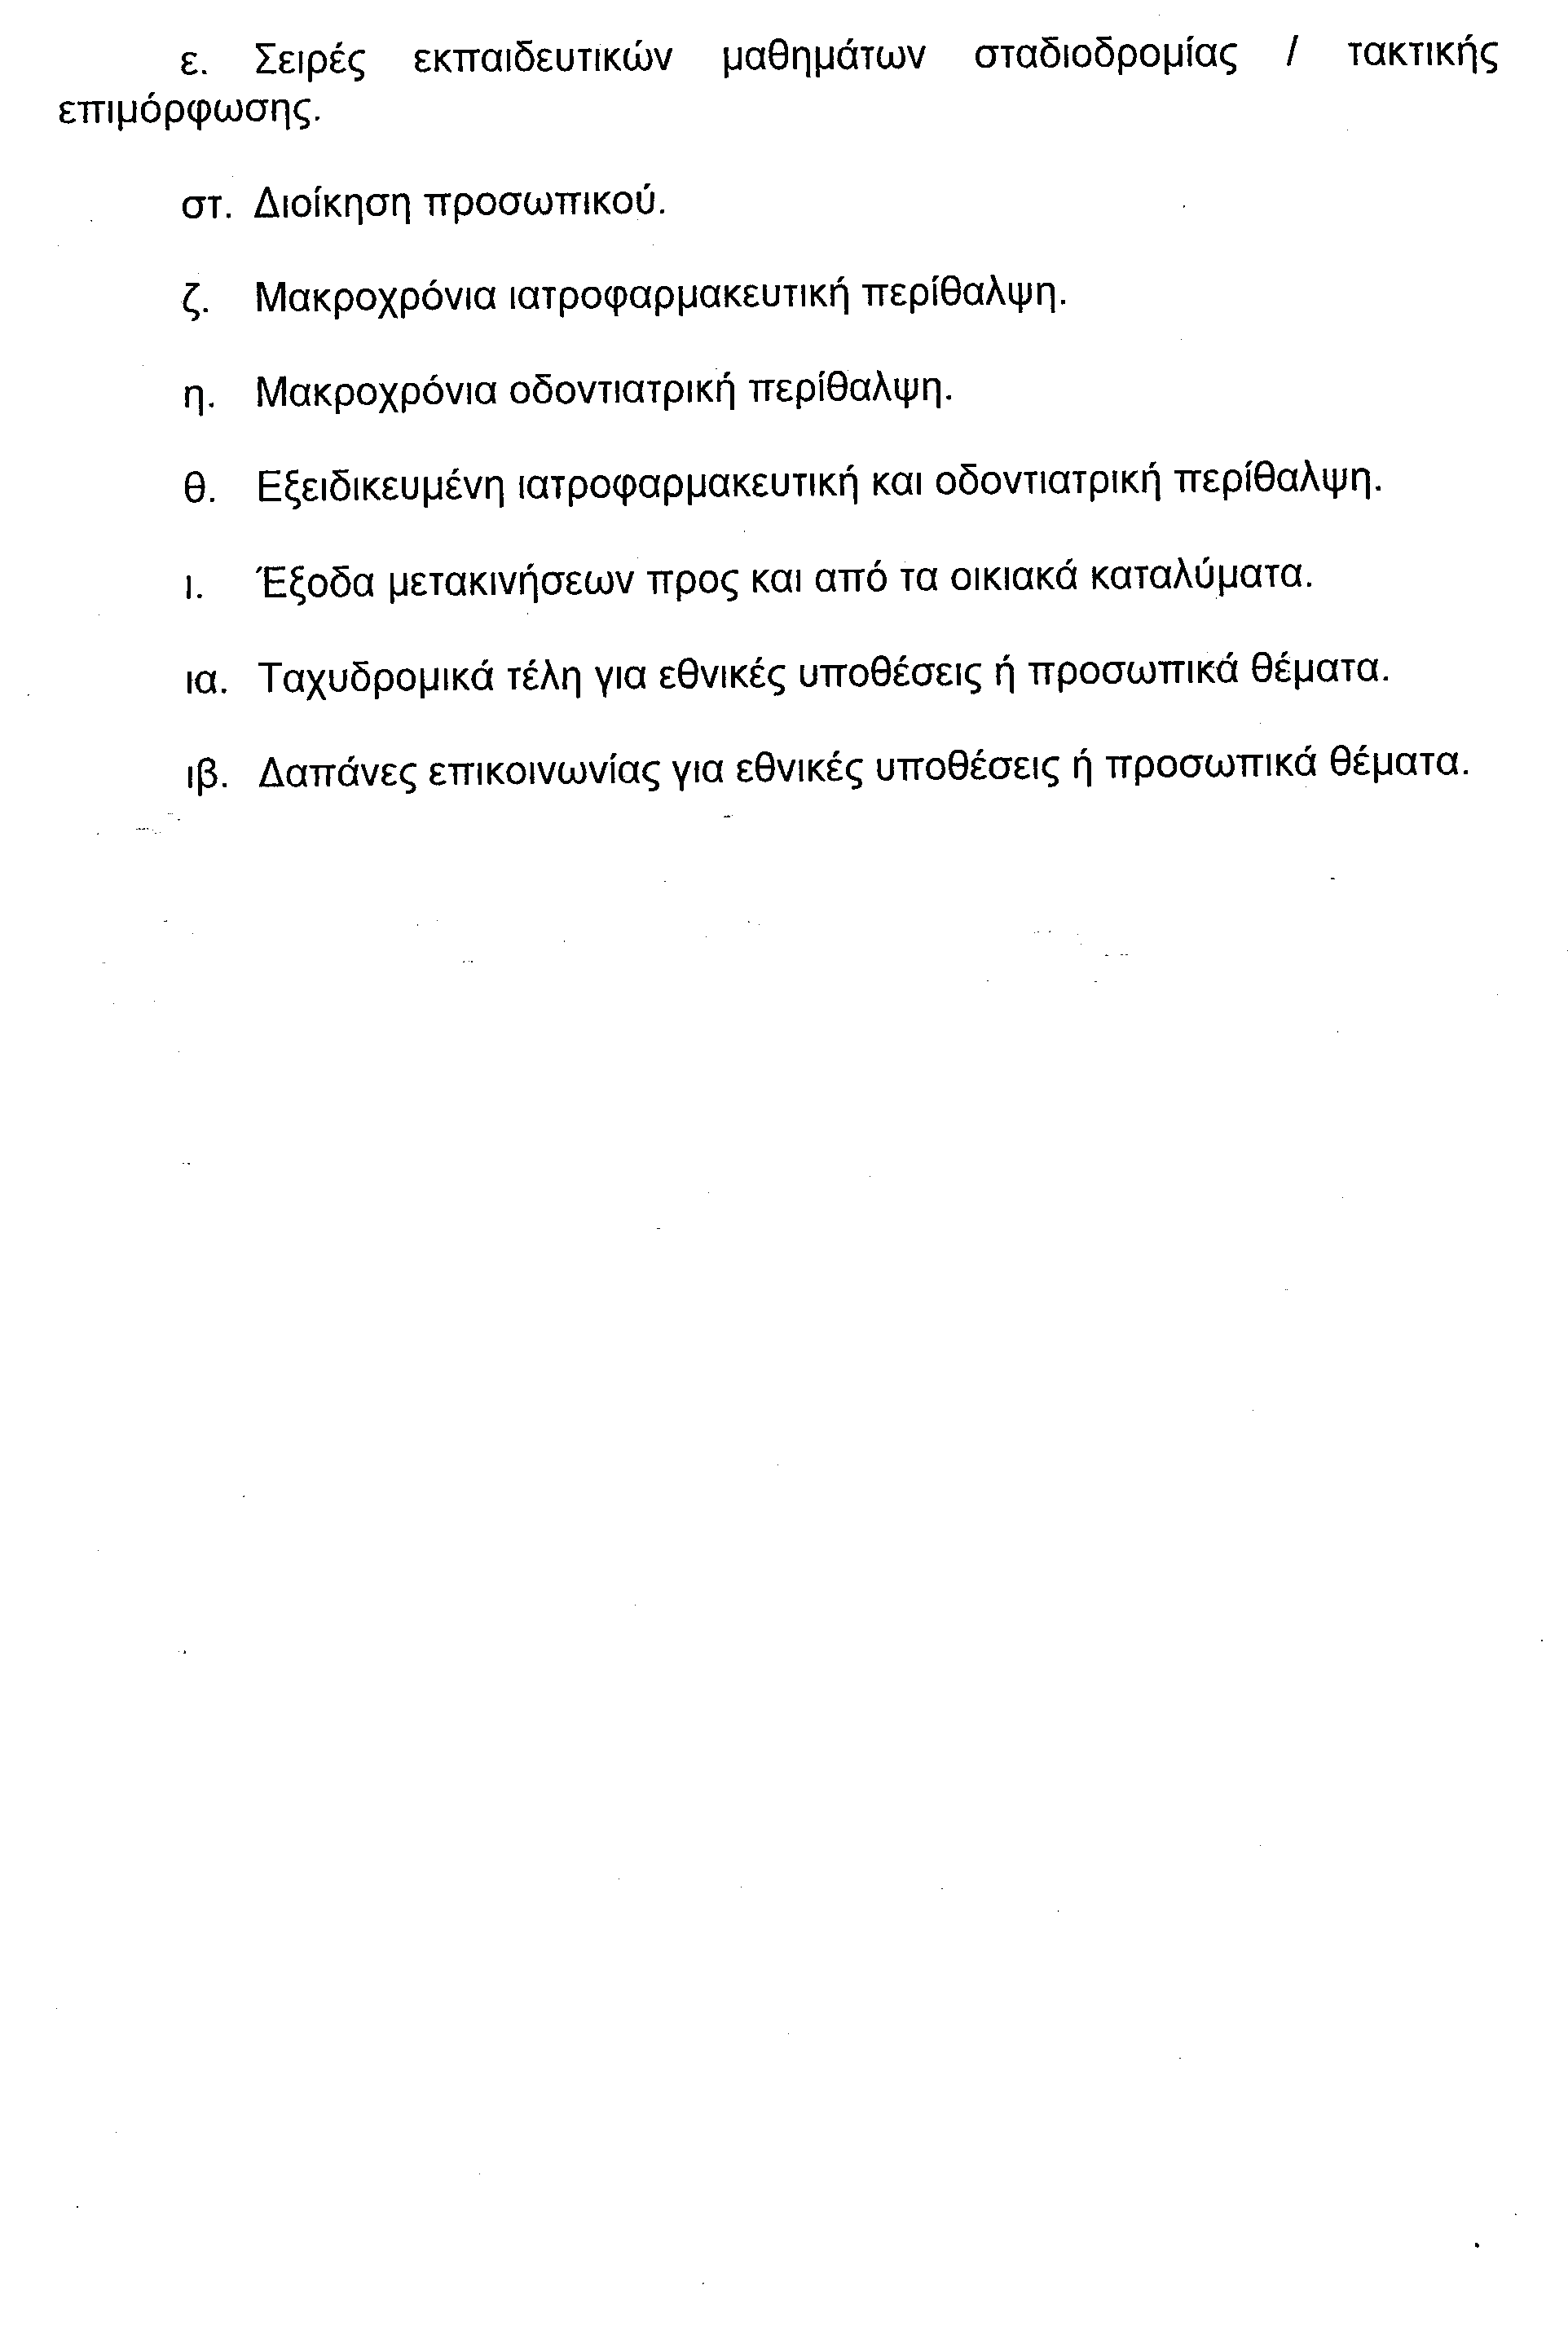 ε. Σειρές εκπαιδευτικών μαθημάτων σταδιοδρομίας / τακτικής
επιμόρφωσης.
στ. Διοίκηση προσωπικού.
ζ. Μακροχρόνια ιατροφαρμακευτική περίθαλψη.
η. Μακροχρόνια οδοντιατρική περίθαλψη.
θ. Εξειδικευμένη ιατροφαρμακευτική και οδοντιατρική περίθαλψη.
ι. Έξοδα μετακινήσεων προς και από τα οικιακά καταλύματα.
ια. Ταχυδρομικά τέλη για εθνικές υποθέσεις ή προσωπικά θέματα.
ιβ. Δαπάνες επικοινωνίας για εθνικές υποθέσεις ή προσωπικά θέματα.